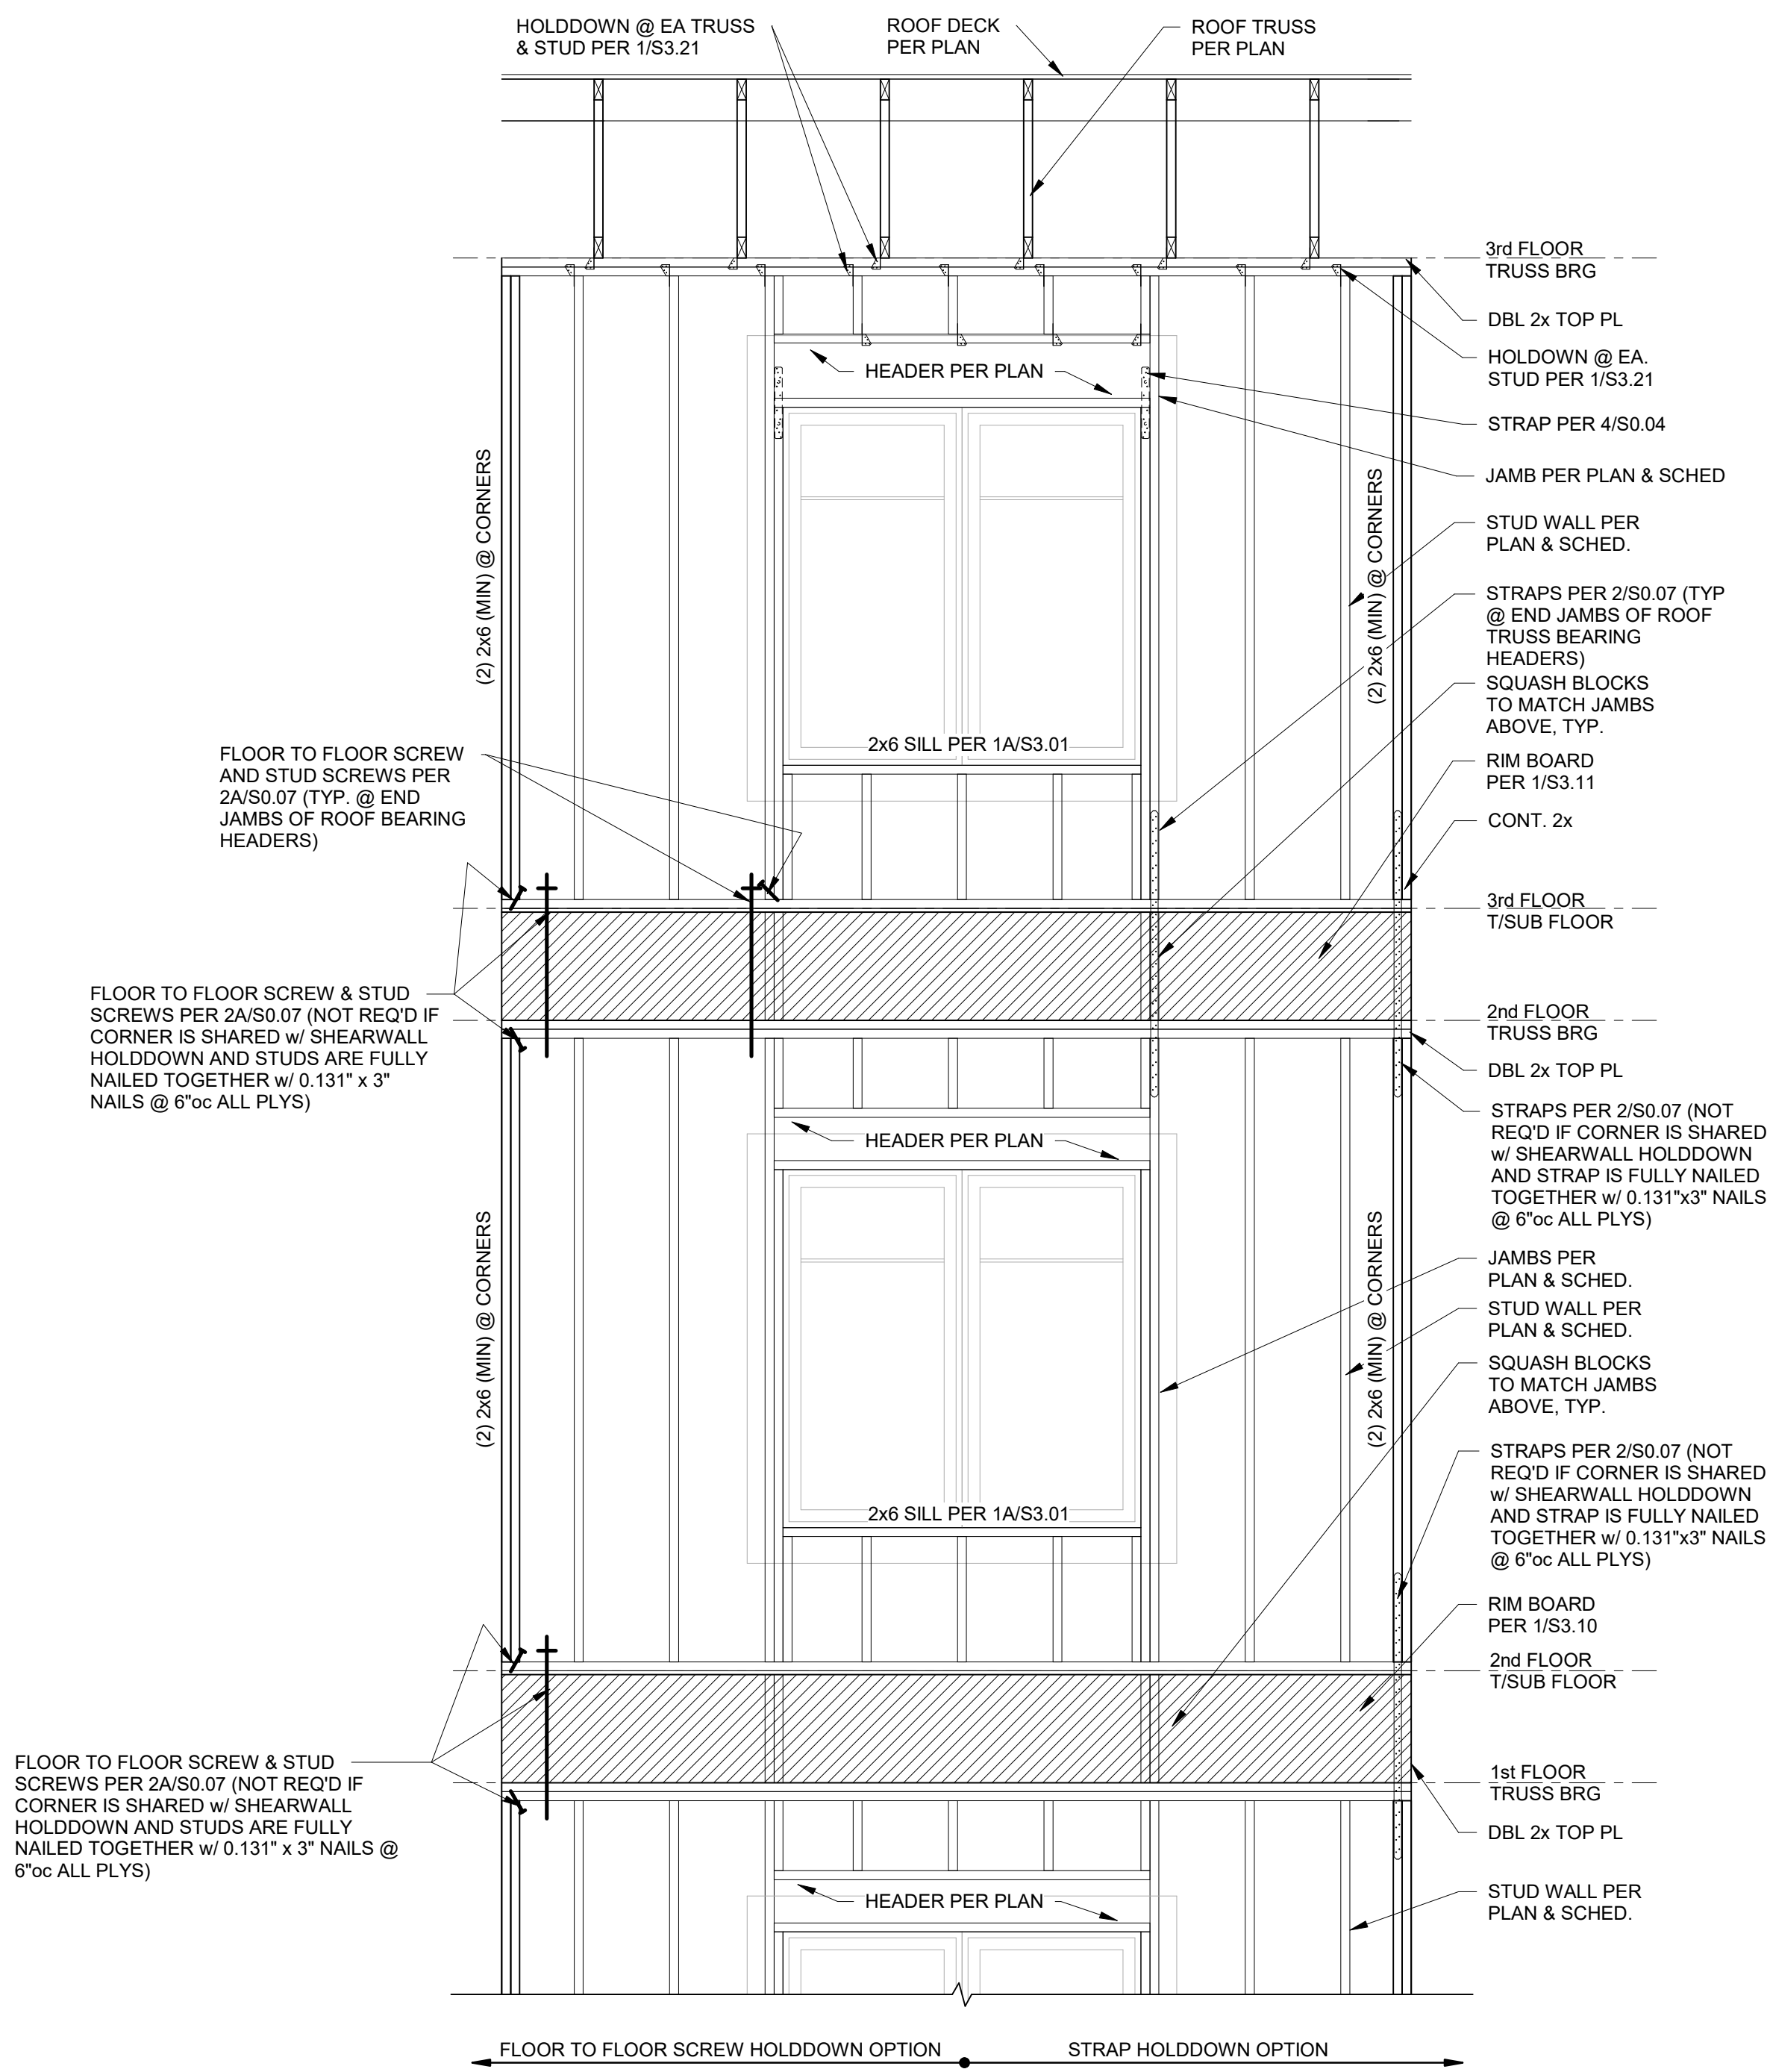 HOLDDOWN @ EA TRUSS
& STUD PER 1/S3.21
ROOF DECK
PER PLAN
ROOF TRUSS
PER PLAN
3rd FLOOR
TRUSS BRG
DBL 2x TOP PL
HOLDOWN @ EA.
STUD PER 1/S3.21
HEADER PER PLAN
STRAP PER 4/S0.04
JAMB PER PLAN & SCHED
(2) 2x6 (MIN) @ CORNERS
(2) 2x6 (MIN) @ CORNERS
STUD WALL PER
PLAN & SCHED.
STRAPS PER 2/S0.07 (TYP
@ END JAMBS OF ROOF
TRUSS BEARING
HEADERS)
SQUASH BLOCKS
TO MATCH JAMBS
ABOVE, TYP.
2x6 SILL PER 1A/S3.01
FLOOR TO FLOOR SCREW
AND STUD SCREWS PER
2A/S0.07 (TYP. @ END
JAMBS OF ROOF BEARING
HEADERS)
RIM BOARD
PER 1/S3.11
CONT. 2x
3rd FLOOR
T/SUB FLOOR
FLOOR TO FLOOR SCREW & STUD
SCREWS PER 2A/S0.07 (NOT REQ'D IF
CORNER IS SHARED w/ SHEARWALL
HOLDDOWN AND STUDS ARE FULLY
NAILED TOGETHER w/ 0.131" x 3"
NAILS @ 6"oc ALL PLYS)
2nd FLOOR
TRUSS BRG
DBL 2x TOP PL
STRAPS PER 2/S0.07 (NOT
REQ'D IF CORNER IS SHARED
w/ SHEARWALL HOLDDOWN
AND STRAP IS FULLY NAILED
TOGETHER w/ 0.131"x3" NAILS
@ 6"oc ALL PLYS)
HEADER PER PLAN
(2) 2x6 (MIN) @ CORNERS
(2) 2x6 (MIN) @ CORNERS
JAMBS PER
PLAN & SCHED.
STUD WALL PER
PLAN & SCHED.
SQUASH BLOCKS
TO MATCH JAMBS
ABOVE, TYP.
STRAPS PER 2/S0.07 (NOT
REQ'D IF CORNER IS SHARED
w/ SHEARWALL HOLDDOWN
AND STRAP IS FULLY NAILED
TOGETHER w/ 0.131"x3" NAILS
@ 6"oc ALL PLYS)
2x6 SILL PER 1A/S3.01
RIM BOARD
PER 1/S3.10
2nd FLOOR
T/SUB FLOOR
FLOOR TO FLOOR SCREW & STUD
SCREWS PER 2A/S0.07 (NOT REQ'D IF
CORNER IS SHARED w/ SHEARWALL
HOLDDOWN AND STUDS ARE FULLY
NAILED TOGETHER w/ 0.131" x 3" NAILS @
6"oc ALL PLYS)
1st FLOOR
TRUSS BRG
DBL 2x TOP PL
HEADER PER PLAN
STUD WALL PER
PLAN & SCHED.
FLOOR TO FLOOR SCREW HOLDDOWN OPTION
STRAP HOLDDOWN OPTION